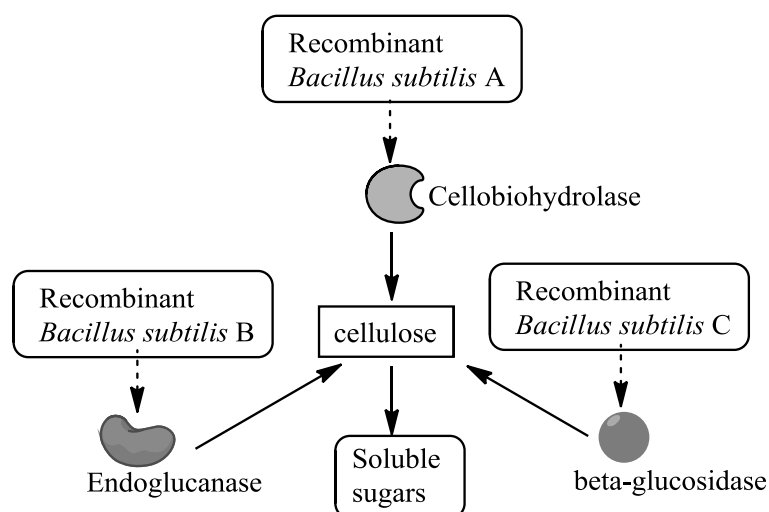 Recombinant
Bacillus subtilis A
Cellobiohydrolase
Recombinant
Bacillus subtilis B
cellulose
Recombinant
Bacillus subtilis C
Endoglucanase
Soluble
sugars
beta-glucosidase